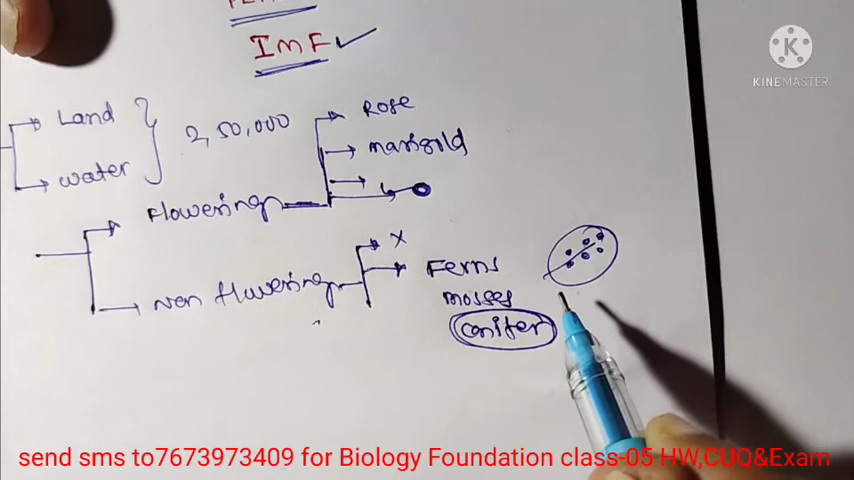 IMF
K
KINEMASTER
Land
water
2,50,000
Rose
marigold
Flowering
x
Non flowering
Ferns
mosses
conifer
send sms to7673973409 for Biology Foundation class-05 HW,CUQ&Exam